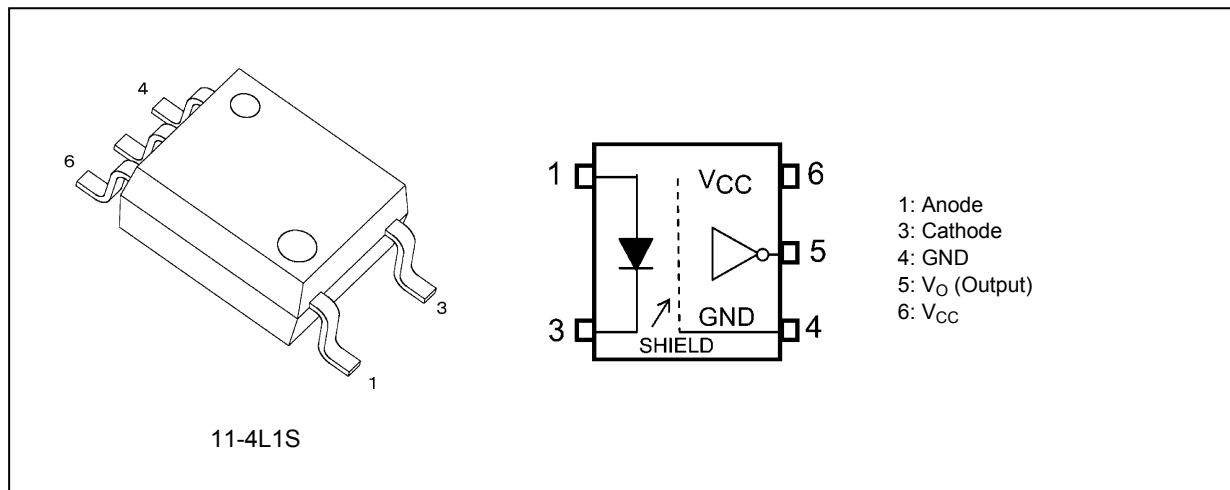 4
6
3
1
11-4L1S
1
3
VCC
GND
SHIELD
6
5
4
1: Anode
3: Cathode
4: GND
5: VO (Output)
6: VCC